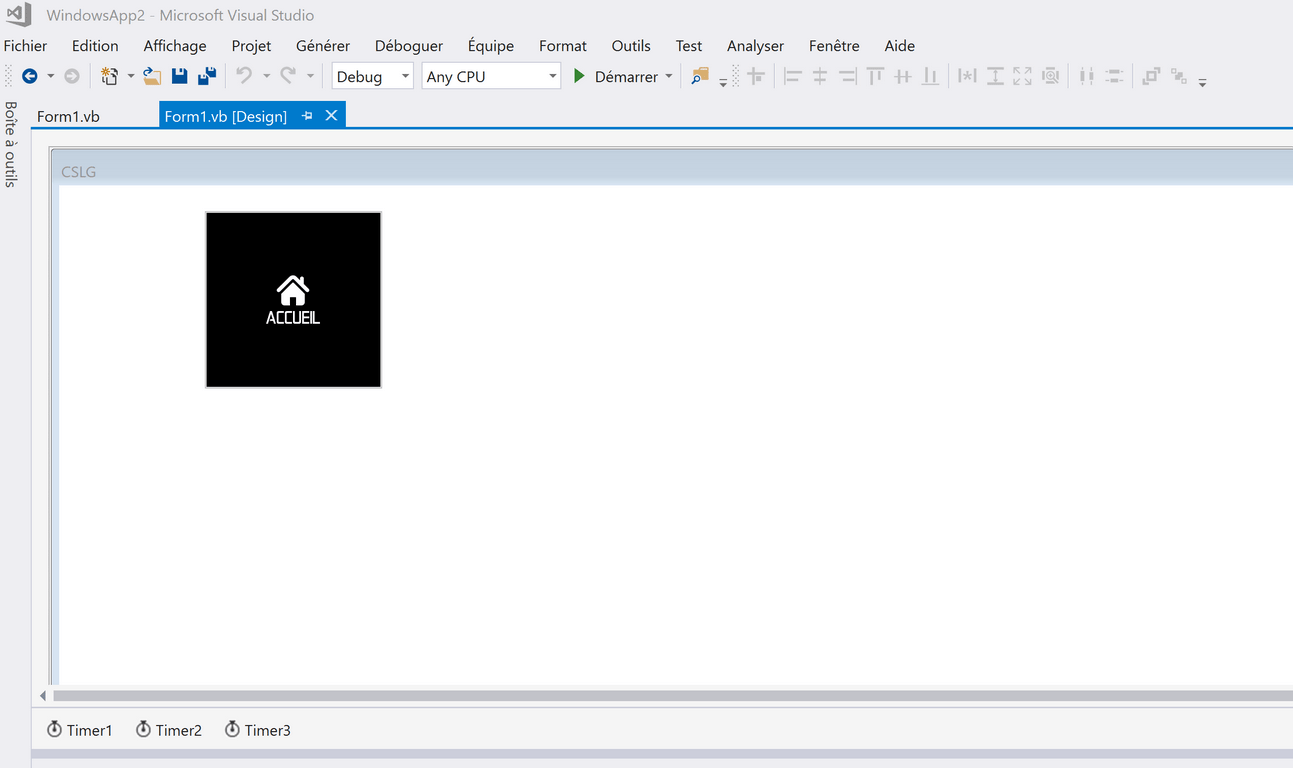 WindowsApp2 - Microsoft Visual Studio
Fichier Edition Affichage Projet Générer Déboguer Équipe Format Outils Test Analyser Fenêtre Aide
Debug Any CPU Démarrer
Boîte à outils
Form1.vb Form1.vb [Design]
CSLG
ACCUEIL
Timer1 Timer2 Timer3